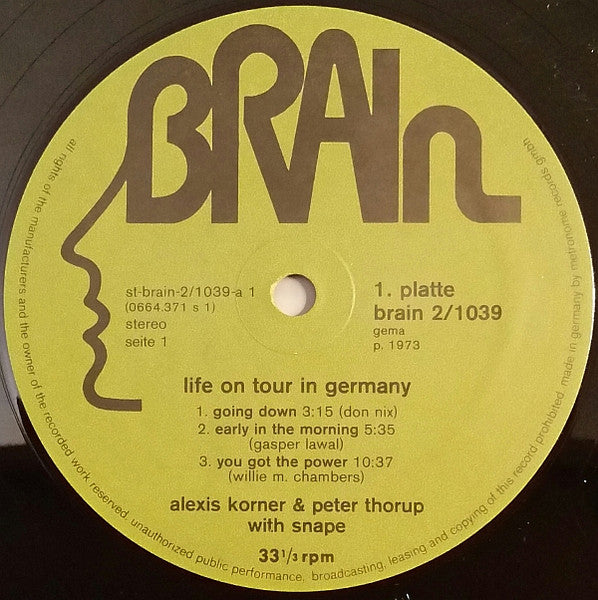 BRAIn
st-brain-2/1039-a 1
(0664.371 s 1)
stereo
seite 1
1. platte
brain 2/1039
gema
p. 1973
life on tour in germany
1. going down 3:15 (don nix)
2. early in the morning 5:35
(gasper lawal)
3. you got the power 10:37
(willie m. chambers)
alexis korner & peter thorup
with snape
33 1/3 rpm
all rights of the manufacturers and the owner of the recorded work reserved. unauthorized public performance, broadcasting, leasing and copying of this record prohibited. made in germany by metronome records gmbh